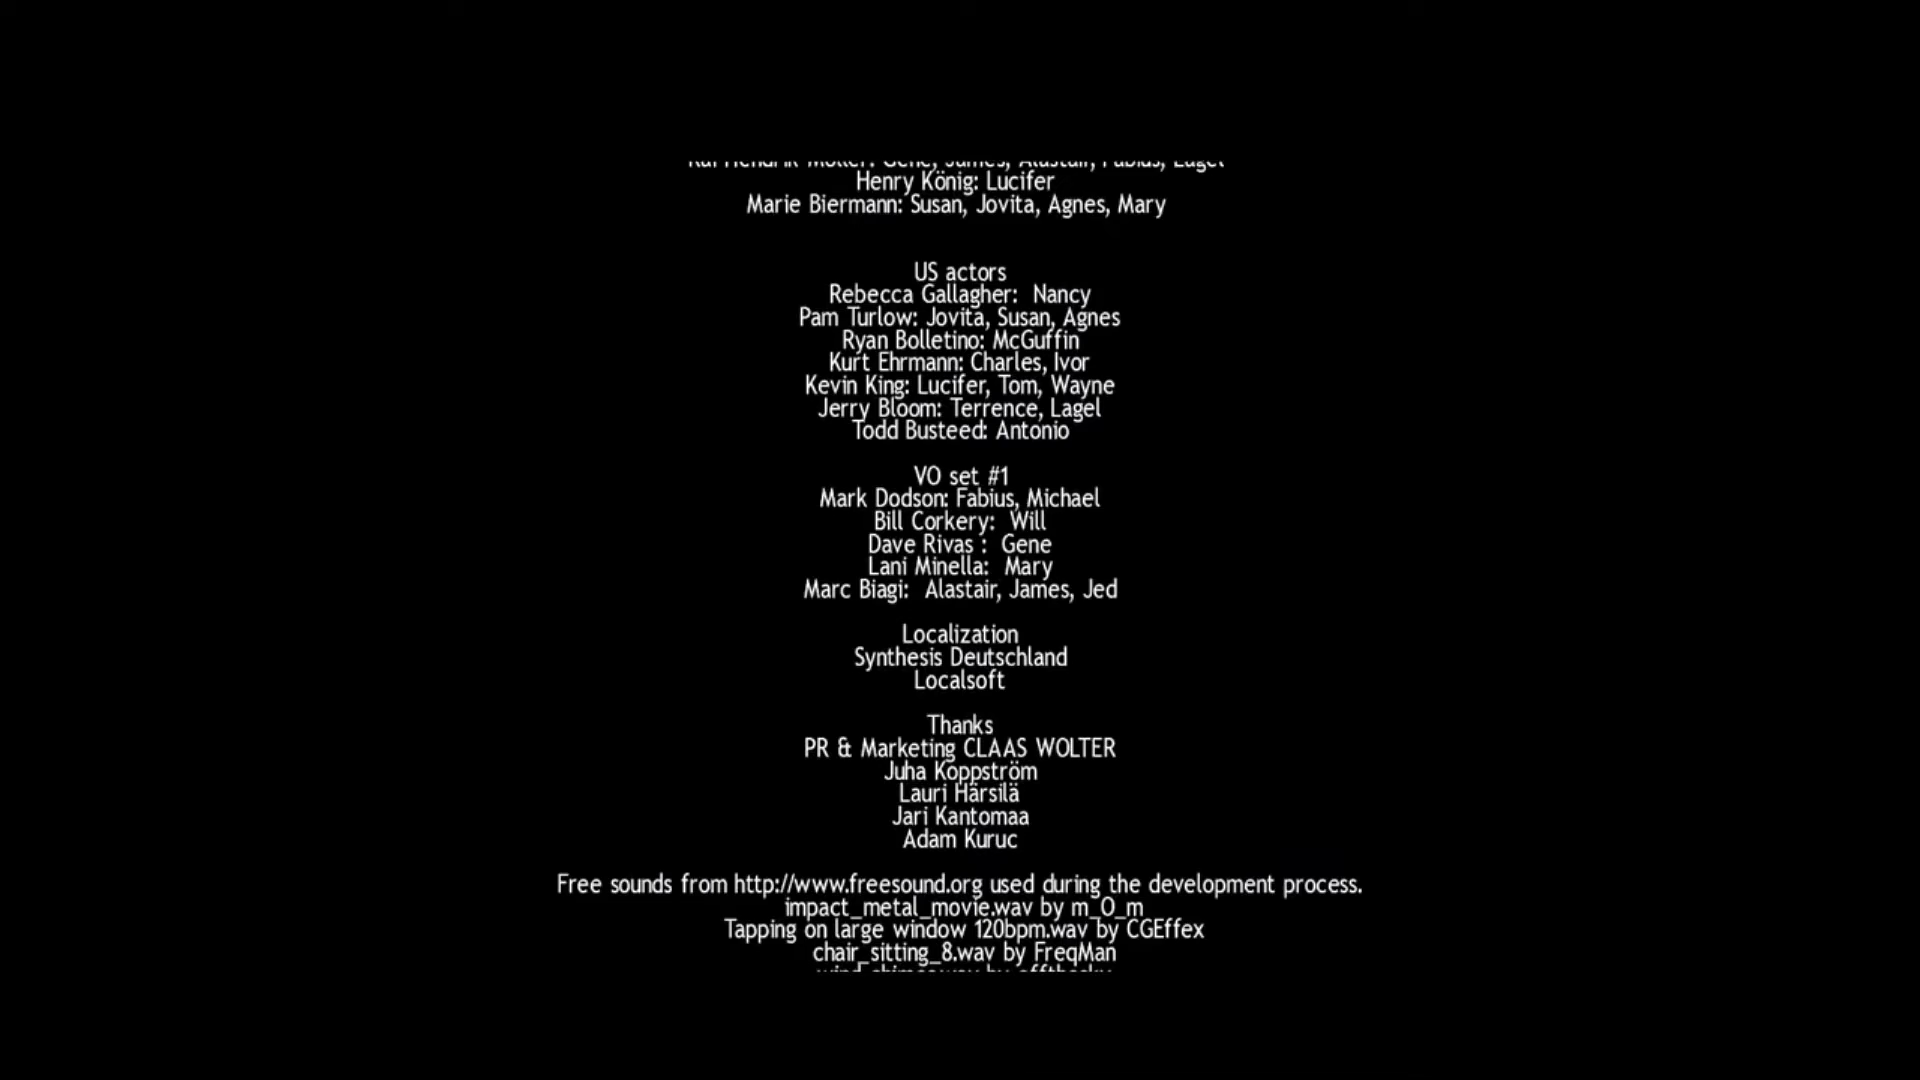 Henry König: Lucifer
Marie Biermann: Susan, Jovita, Agnes, Mary
US actors
Rebecca Gallagher:  Nancy
Pam Turlow: Jovita, Susan, Agnes
Ryan Bolletino: McGuffin
Kurt Ehrmann: Charles, Ivor
Kevin King: Lucifer, Tom, Wayne
Jerry Bloom: Terrence, Lagel
Todd Busteed: Antonio
VO set #1
Mark Dodson: Fabius, Michael
Bill Corkery:  Will
Dave Rivas :  Gene
Lani Minella:  Mary
Marc Biagi:  Alastair, James, Jed
Localization
Synthesis Deutschland
Localsoft
Thanks
PR & Marketing CLAAS WOLTER
Juha Koppström
Lauri Härsilä
Jari Kantomaa
Adam Kuruc
Free sounds from http://www.freesound.org used during the development process.
impact_metal_movie.wav by m_O_m
Tapping on large window 120bpm.wav by CGEffex
chair_sitting_8.wav by FreqMan